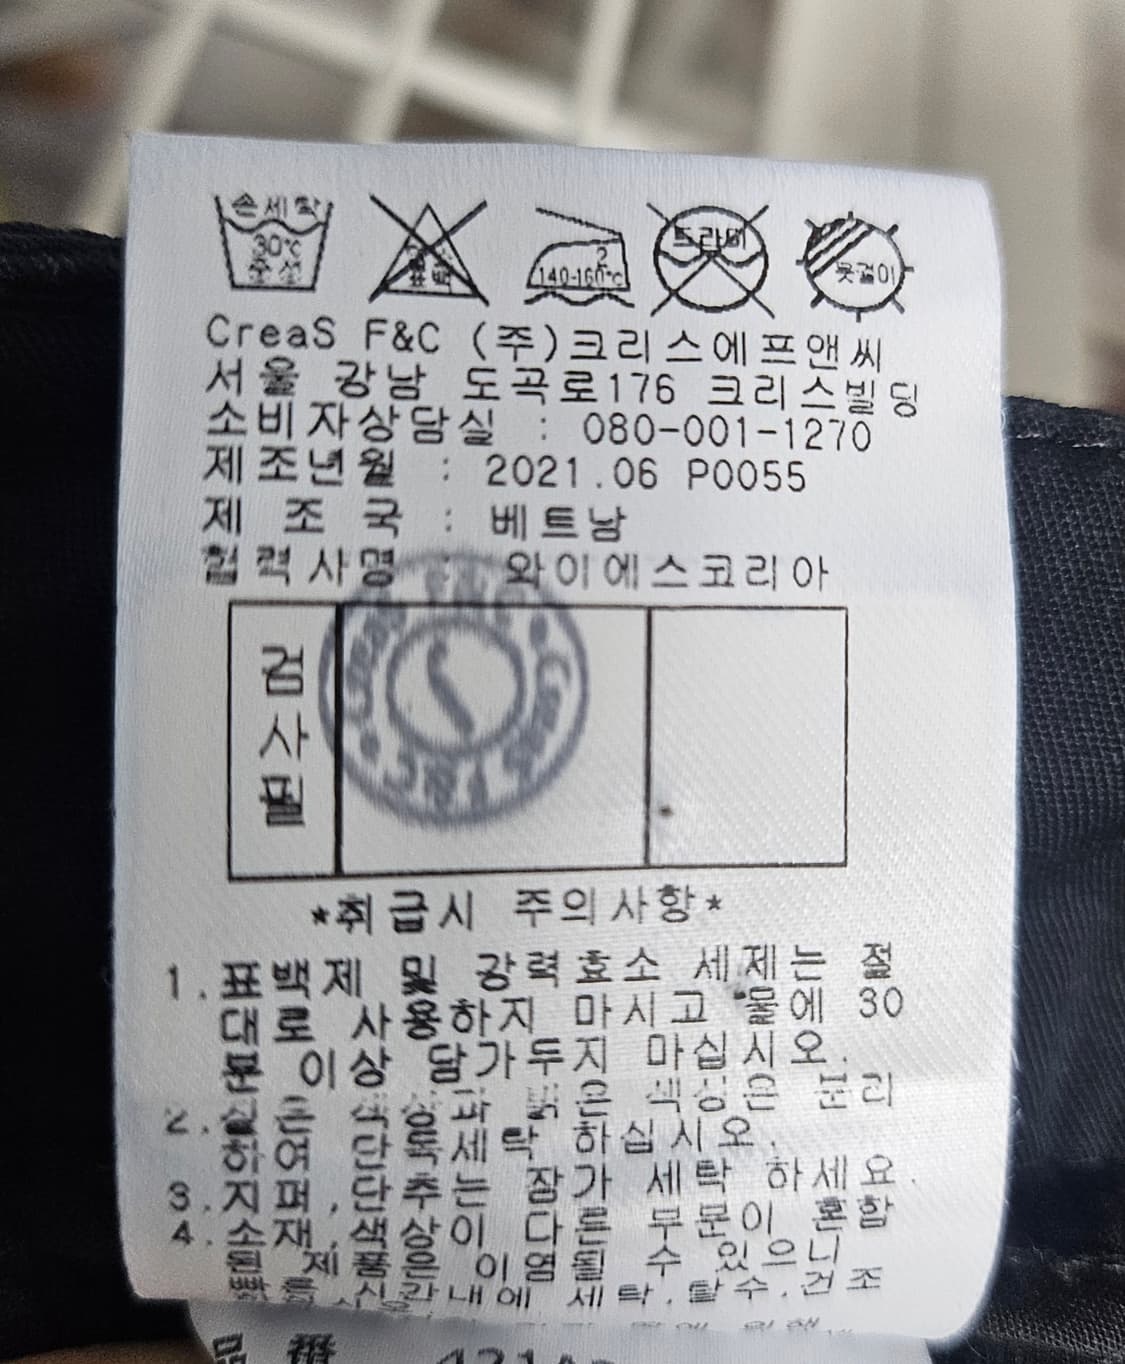 손세탁
30℃
중성
표백
2
140-160℃
드라이
옷걸이
CreaS F&C (주)크리스에프앤씨
서울 강남 도곡로176 크리스빌딩
소비자상담실 : 080-001-1270
제조년월 : 2021.06 P0055
제 조 국 : 베트남
협력사명 : 와이에스코리아
검사필
*취급시 주의사항*
1.표백제 및 강력효소 세제는 절
대로 사용하지 마시고 물에 30
분 이상 담가두지 마십시오.
2.짙은 색상과 밝은 색상은 분리
하여 단독세탁 하십시오.
3.지퍼,단추는 잠가 세탁 하세요.
4.소재,색상이 다른 부분이 혼합
된 제품은 이염될 수 있으니
빠른 시간내에 세탁,탈수,건조